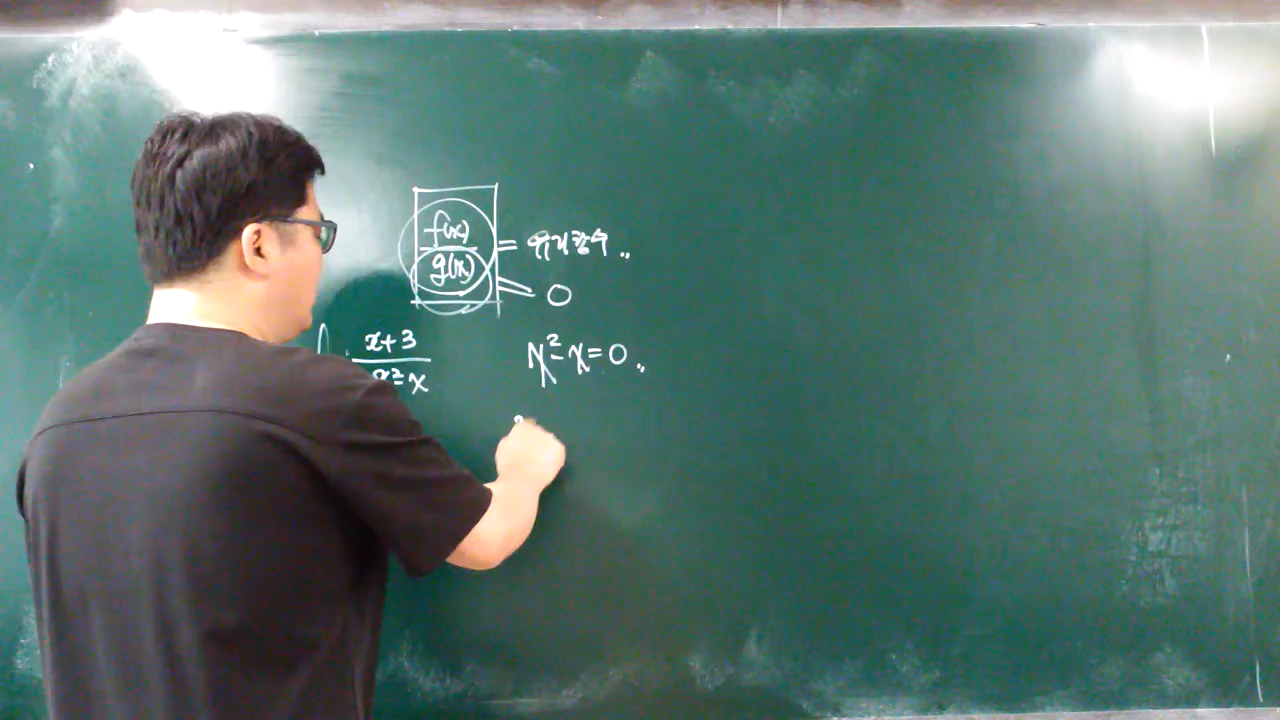 f(x)
g(x) = 유리함수 ..
= 0
x+3
x²-x
x²-x=0 ..